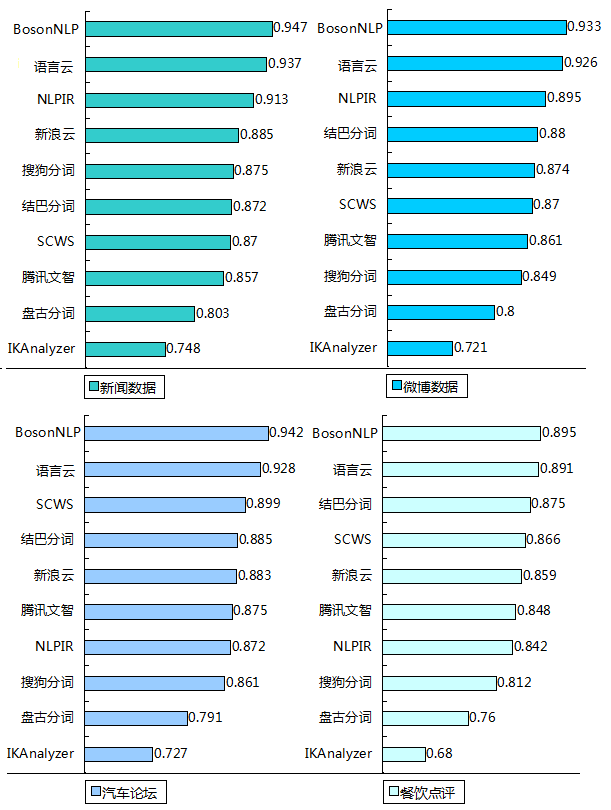 BosonNLP 0.947
语言云 0.937
NLPIR 0.913
新浪云 0.885
搜狗分词 0.875
结巴分词 0.872
SCWS 0.87
腾讯文智 0.857
盘古分词 0.803
IKAnalyzer 0.748
新闻数据
BosonNLP 0.933
语言云 0.926
NLPIR 0.895
结巴分词 0.88
新浪云 0.874
SCWS 0.87
腾讯文智 0.861
搜狗分词 0.849
盘古分词 0.8
IKAnalyzer 0.721
微博数据
BosonNLP 0.942
语言云 0.928
SCWS 0.899
结巴分词 0.885
新浪云 0.883
腾讯文智 0.875
NLPIR 0.872
搜狗分词 0.861
盘古分词 0.791
IKAnalyzer 0.727
汽车论坛
BosonNLP 0.895
语言云 0.891
结巴分词 0.875
SCWS 0.866
新浪云 0.859
腾讯文智 0.848
NLPIR 0.842
搜狗分词 0.812
盘古分词 0.76
IKAnalyzer 0.68
餐饮点评